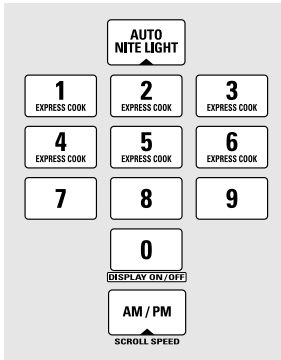 AUTO
NITE LIGHT
1 2 3
EXPRESS COOK EXPRESS COOK EXPRESS COOK
4 5 6
EXPRESS COOK EXPRESS COOK EXPRESS COOK
7 8 9
0
DISPLAY ON/OFF
AM / PM
SCROLL SPEED